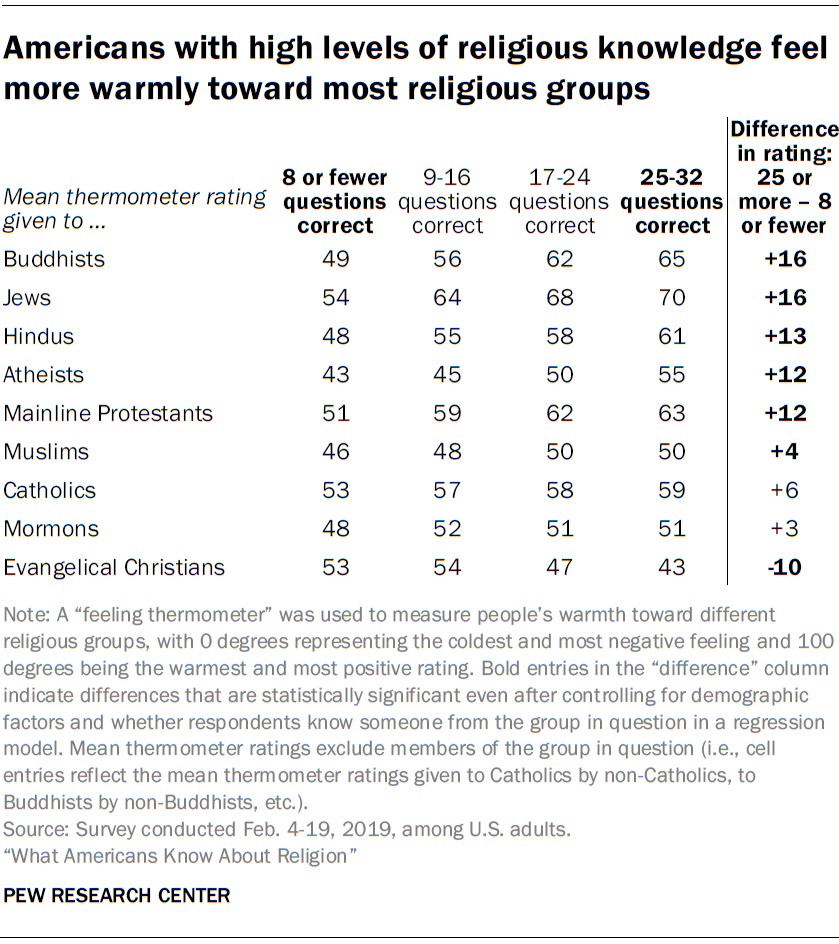 Americans with high levels of religious knowledge feel
more warmly toward most religious groups
Mean thermometer rating
given to ...
8 or fewer
questions
correct
9-16
questions
correct
17-24
questions
correct
25-32
questions
correct
Difference
in rating:
25 or
more – 8
or fewer
Buddhists 49 56 62 65 +16
Jews 54 64 68 70 +16
Hindus 48 55 58 61 +13
Atheists 43 45 50 55 +12
Mainline Protestants 51 59 62 63 +12
Muslims 46 48 50 50 +4
Catholics 53 57 58 59 +6
Mormons 48 52 51 51 +3
Evangelical Christians 53 54 47 43 -10
Note: A “feeling thermometer” was used to measure people’s warmth toward different
religious groups, with 0 degrees representing the coldest and most negative feeling and 100
degrees being the warmest and most positive rating. Bold entries in the “difference” column
indicate differences that are statistically significant even after controlling for demographic
factors and whether respondents know someone from the group in question in a regression
model. Mean thermometer ratings exclude members of the group in question (i.e., cell
entries reflect the mean thermometer ratings given to Catholics by non-Catholics, to
Buddhists by non-Buddhists, etc.).
Source: Survey conducted Feb. 4-19, 2019, among U.S. adults.
“What Americans Know About Religion”
PEW RESEARCH CENTER